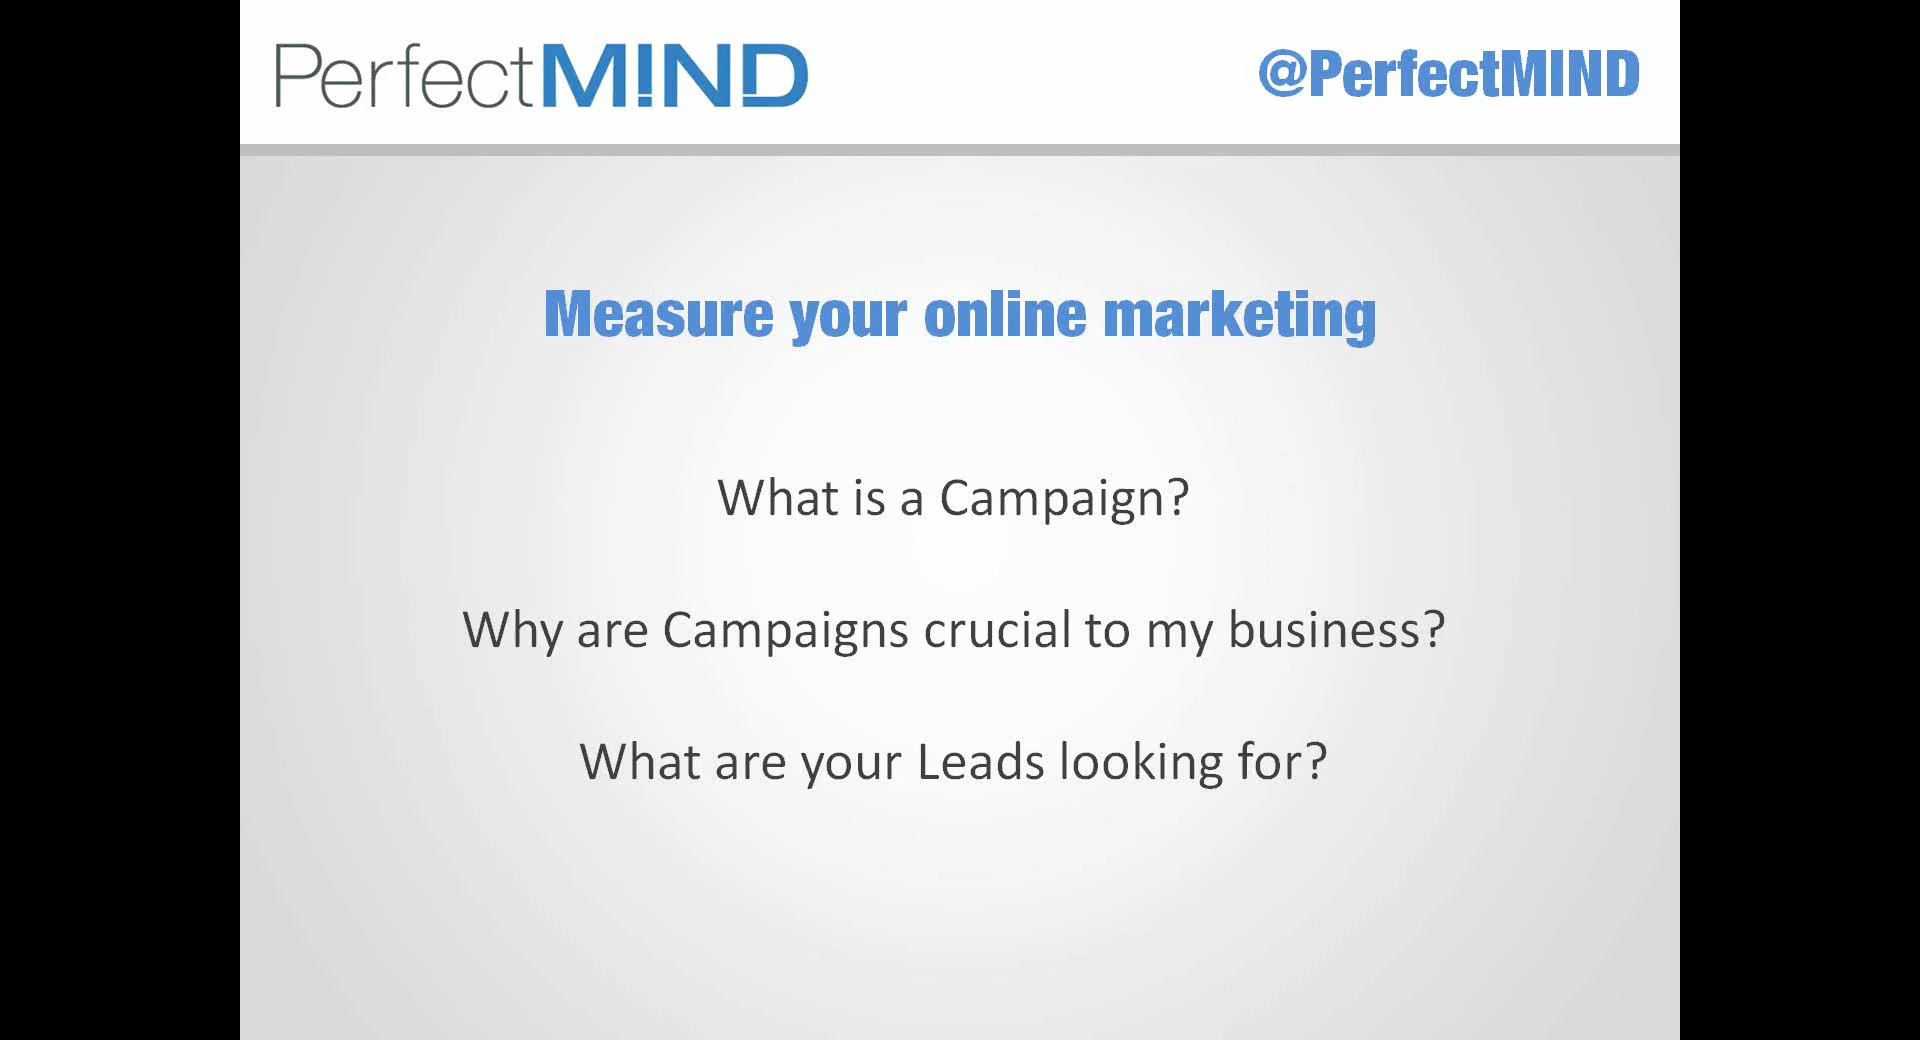 PerfectMIND
@PerfectMIND
Measure your online marketing
What is a Campaign?
Why are Campaigns crucial to my business?
What are your Leads looking for?